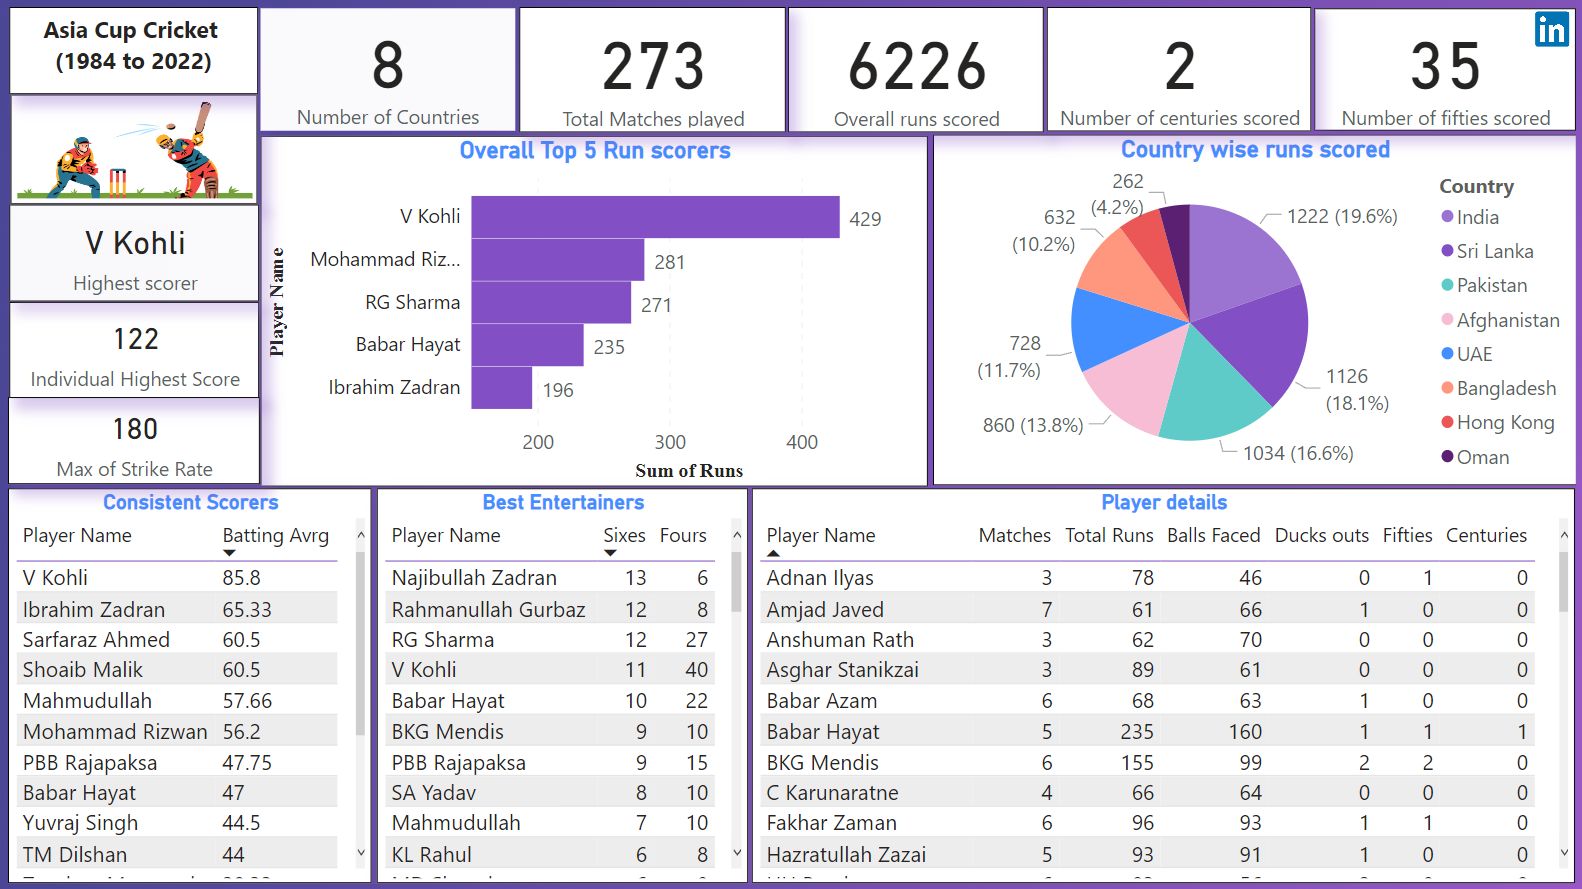 Asia Cup Cricket
(1984 to 2022)
8
Number of Countries
273
Total Matches played
6226
Overall runs scored
2
Number of centuries scored
35
Number of fifties scored
in
V Kohli
Highest scorer
122
Individual Highest Score
180
Max of Strike Rate
Overall Top 5 Run scorers
Player Name
V Kohli 429
Mohammad Riz... 281
RG Sharma 271
Babar Hayat 235
Ibrahim Zadran 196
200 300 400
Sum of Runs
Country wise runs scored
262
(4.2%)
632
(10.2%)
728
(11.7%)
860 (13.8%)
1034 (16.6%)
1126
(18.1%)
1222 (19.6%)
Country
India
Sri Lanka
Pakistan
Afghanistan
UAE
Bangladesh
Hong Kong
Oman
Consistent Scorers
Player Name Batting Avrg
V Kohli 85.8
Ibrahim Zadran 65.33
Sarfaraz Ahmed 60.5
Shoaib Malik 60.5
Mahmudullah 57.66
Mohammad Rizwan 56.2
PBB Rajapaksa 47.75
Babar Hayat 47
Yuvraj Singh 44.5
TM Dilshan 44
Best Entertainers
Player Name Sixes Fours
Najibullah Zadran 13 6
Rahmanullah Gurbaz 12 8
RG Sharma 12 27
V Kohli 11 40
Babar Hayat 10 22
BKG Mendis 9 10
PBB Rajapaksa 9 15
SA Yadav 8 10
Mahmudullah 7 10
KL Rahul 6 8
Player details
Player Name Matches Total Runs Balls Faced Ducks outs Fifties Centuries
Adnan Ilyas 3 78 46 0 1 0
Amjad Javed 7 61 66 1 0 0
Anshuman Rath 3 62 70 0 0 0
Asghar Stanikzai 3 89 61 0 0 0
Babar Azam 6 68 63 1 0 0
Babar Hayat 5 235 160 1 1 1
BKG Mendis 6 155 99 2 2 0
C Karunaratne 4 66 64 0 0 0
Fakhar Zaman 6 96 93 1 1 0
Hazratullah Zazai 5 93 91 1 0 0